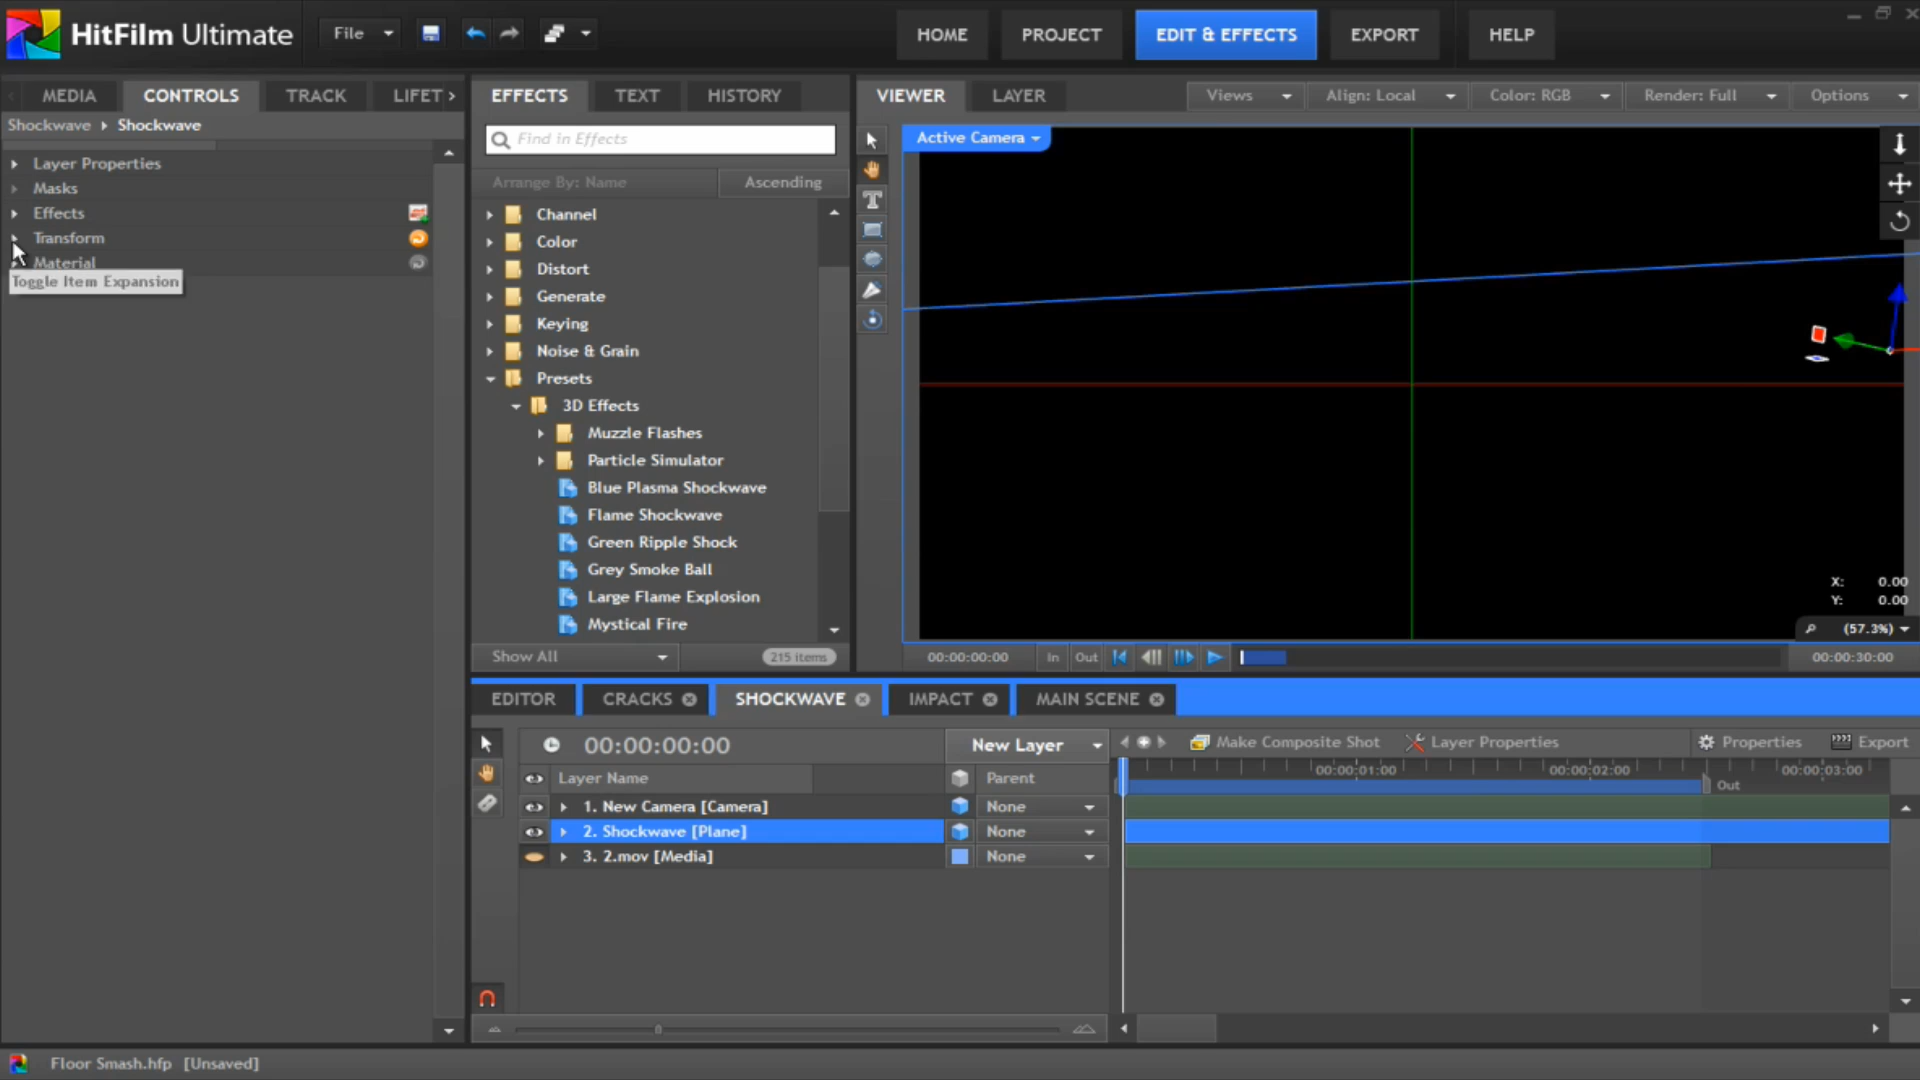 HitFilm Ultimate
File
HOME
PROJECT
EDIT & EFFECTS
EXPORT
HELP
MEDIA
CONTROLS
TRACK
LIFET
Shockwave
Shockwave
Layer Properties
Masks
Effects
Transform
Material
Toggle Item Expansion
EFFECTS
TEXT
HISTORY
Find in Effects
Arrange By: Name
Ascending
Channel
Color
Distort
Generate
Keying
Noise & Grain
Presets
3D Effects
Muzzle Flashes
Particle Simulator
Blue Plasma Shockwave
Flame Shockwave
Green Ripple Shock
Grey Smoke Ball
Large Flame Explosion
Mystical Fire
Show All
215 items
VIEWER
LAYER
Views
Align: Local
Color: RGB
Render: Full
Options
Active Camera
X: 0.00
Y: 0.00
(57.3%)
00:00:00:00
In
Out
00:00:30:00
EDITOR
CRACKS
SHOCKWAVE
IMPACT
MAIN SCENE
00:00:00:00
New Layer
Make Composite Shot
Layer Properties
Properties
Export
Layer Name
Parent
00:00:01:00
00:00:02:00
00:00:03:00
Out
1. New Camera [Camera]
None
2. Shockwave [Plane]
None
3. 2.mov [Media]
None
Floor Smash.hfp [Unsaved]